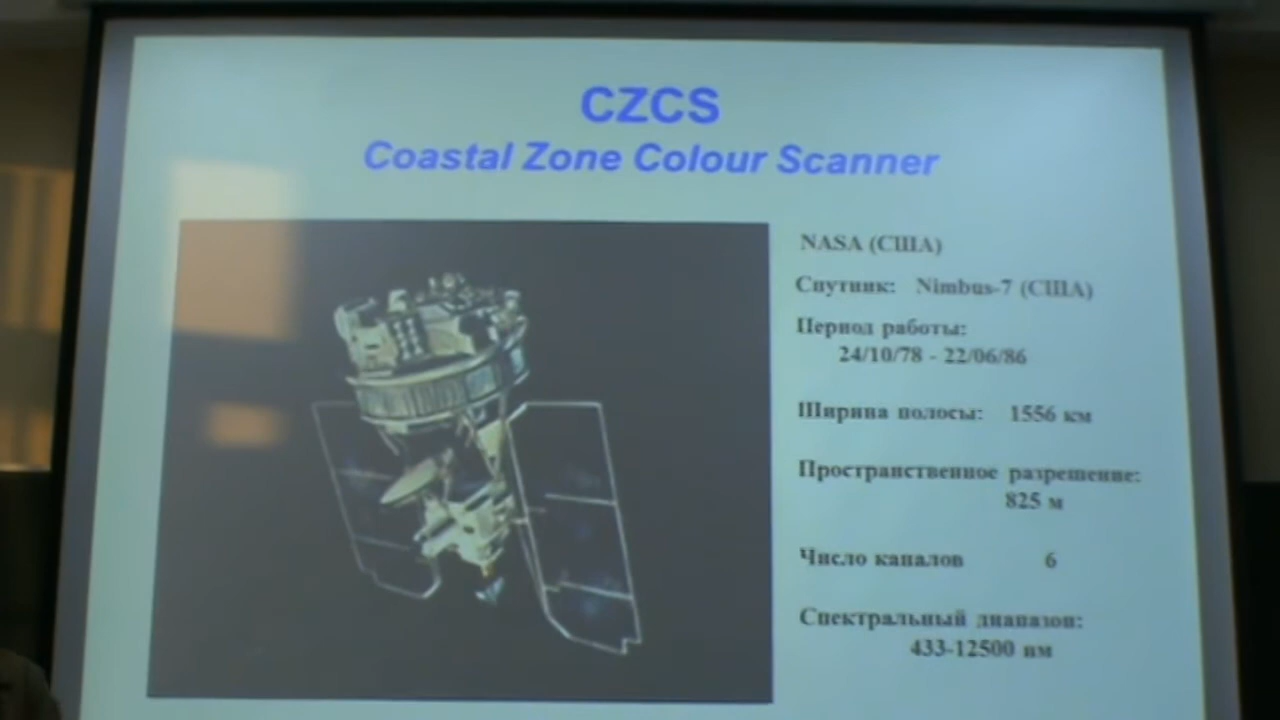 CZCS
Coastal Zone Colour Scanner
NASA (США)
Спутник: Nimbus-7 (США)
Период работы:
24/10/78 - 22/06/86
Ширина полосы: 1556 км
Пространственное разрешение:
825 м
Число каналов 6
Спектральный диапазон:
433-12500 нм